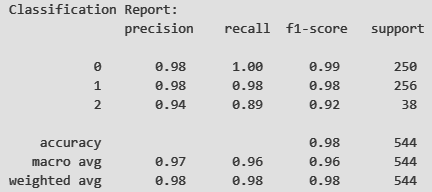 Classification Report:
precision recall f1-score support
0 0.98 1.00 0.99 250
1 0.98 0.98 0.98 256
2 0.94 0.89 0.92 38
accuracy 0.98 544
macro avg 0.97 0.96 0.96 544
weighted avg 0.98 0.98 0.98 544